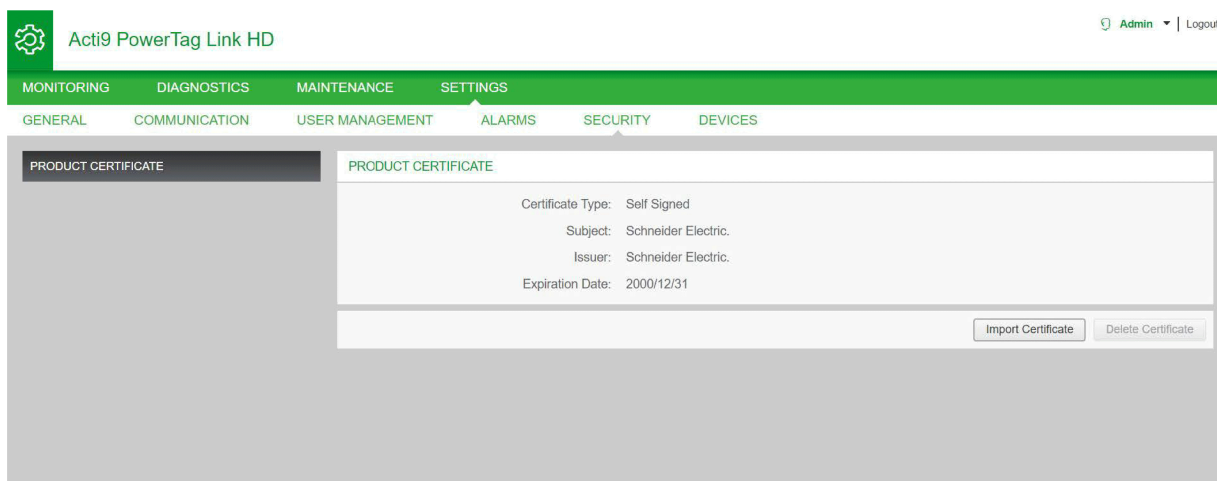 Admin | Logout
Acti9 PowerTag Link HD
MONITORING DIAGNOSTICS MAINTENANCE SETTINGS
GENERAL COMMUNICATION USER MANAGEMENT ALARMS SECURITY DEVICES
PRODUCT CERTIFICATE
PRODUCT CERTIFICATE
Certificate Type: Self Signed
Subject: Schneider Electric.
Issuer: Schneider Electric.
Expiration Date: 2000/12/31
Import Certificate Delete Certificate